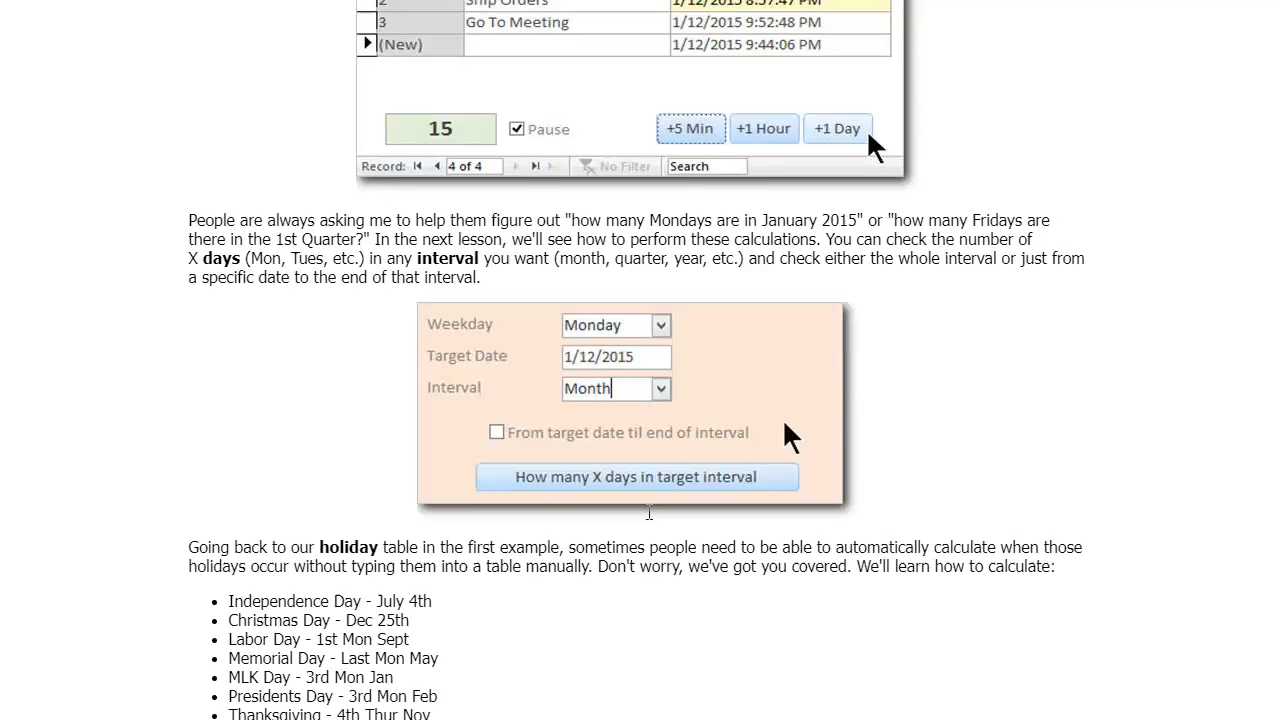 2 Ship Orders 1/12/2015 8:57:47 PM
3 Go To Meeting 1/12/2015 9:52:48 PM
(New) 1/12/2015 9:44:06 PM
15 Pause +5 Min +1 Hour +1 Day
Record: 4 of 4 No Filter Search
People are always asking me to help them figure out "how many Mondays are in January 2015" or "how many Fridays are
there in the 1st Quarter?" In the next lesson, we'll see how to perform these calculations. You can check the number of
X days (Mon, Tues, etc.) in any interval you want (month, quarter, year, etc.) and check either the whole interval or just from
a specific date to the end of that interval.
Weekday Monday
Target Date 1/12/2015
Interval Month
From target date til end of interval
How many X days in target interval
Going back to our holiday table in the first example, sometimes people need to be able to automatically calculate when those
holidays occur without typing them into a table manually. Don't worry, we've got you covered. We'll learn how to calculate:
• Independence Day - July 4th
• Christmas Day - Dec 25th
• Labor Day - 1st Mon Sept
• Memorial Day - Last Mon May
• MLK Day - 3rd Mon Jan
• Presidents Day - 3rd Mon Feb
• Thanksgiving - 4th Thur Nov